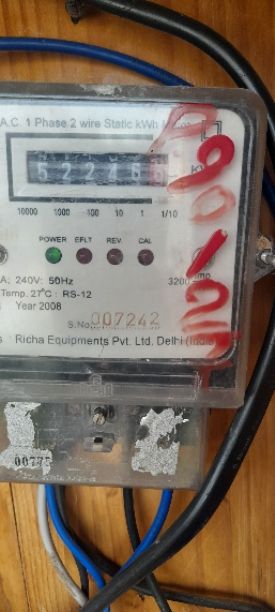 A.C. 1 Phase 2 wire Static kWh
5 2 2 4 6
10000 1000 100 10 1 1/10
POWER EFLT REV. CAL
A; 240V: 50Hz 3200
Temp. 27°C : RS-12
Year 2008
S.No. 007242
s Richa Equipments Pvt. Ltd. Delhi (India)